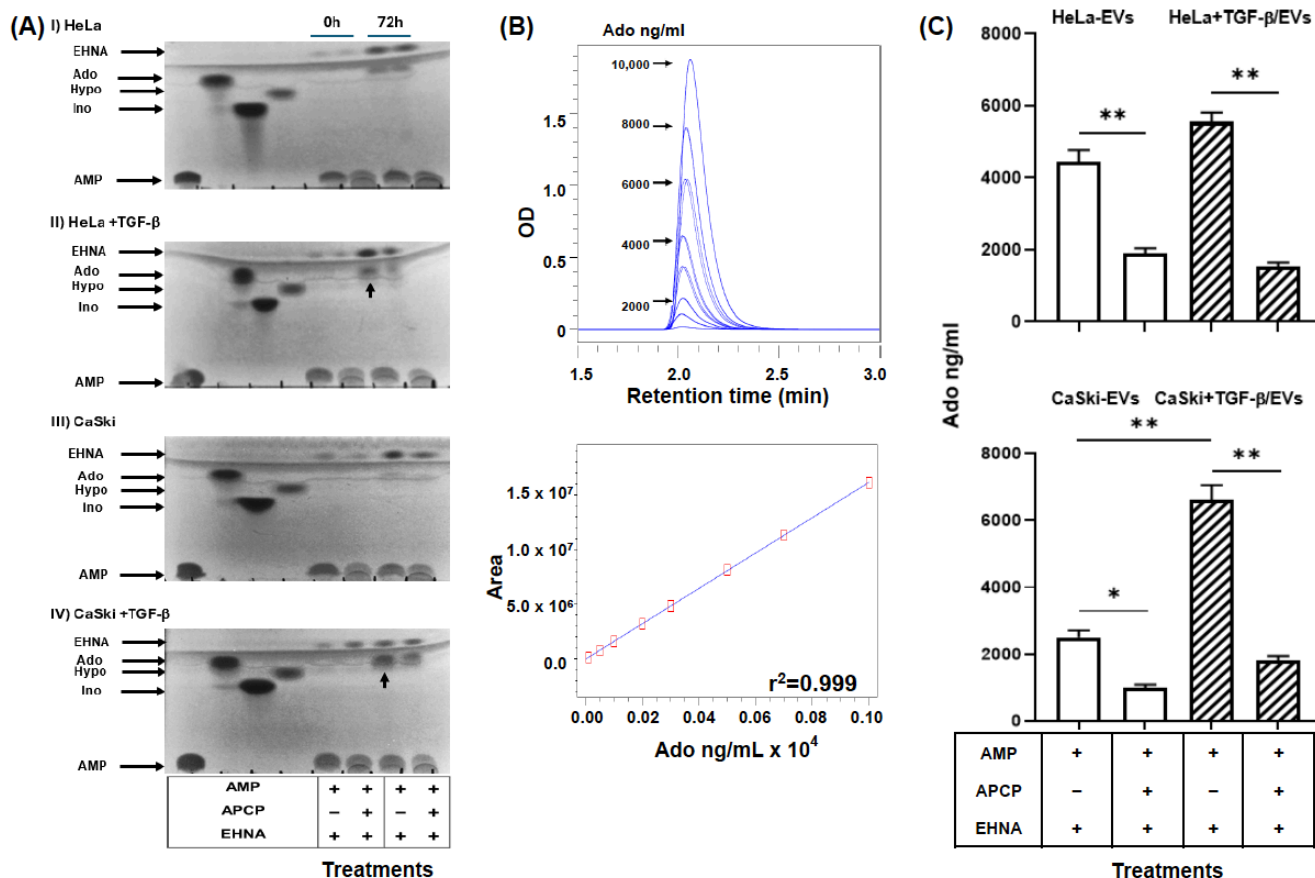 (A)
I) HeLa
0h 72h
EHNA
Ado
Hypo
Ino
AMP
II) HeLa +TGF-β
EHNA
Ado
Hypo
Ino
AMP
III) CaSki
EHNA
Ado
Hypo
Ino
AMP
IV) CaSki +TGF-β
EHNA
Ado
Hypo
Ino
AMP
AMP + + + +
APCP − + − +
EHNA + + + +
Treatments
(B)
Ado ng/ml
10,000
8000
6000
4000
2000
OD
1.5
1.0
0.5
0
1.5 2.0 2.5 3.0
Retention time (min)
Area
1.5 x 10⁷
1.0 x 10⁷
5.0 x 10⁶
0.0
r²=0.999
0.00 0.02 0.04 0.06 0.08 0.10
Ado ng/mL x 10⁴
(C)
HeLa-EVs HeLa+TGF-β/EVs
8000
6000
4000
2000
0
** **
Ado ng/ml
CaSki-EVs CaSki+TGF-β/EVs
8000
6000
4000
2000
0
**
* **
AMP + + + +
APCP − + − +
EHNA + + + +
Treatments